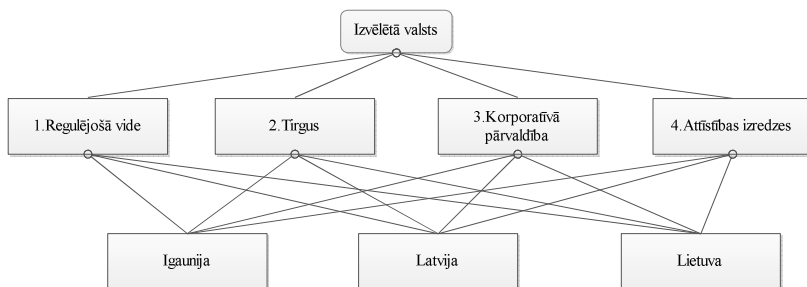 Izvēlētā valsts
1.Regulējošā vide
2.Tirgus
3.Korporatīvā
pārvaldība
4.Attīstības izredzes
Igaunija
Latvija
Lietuva